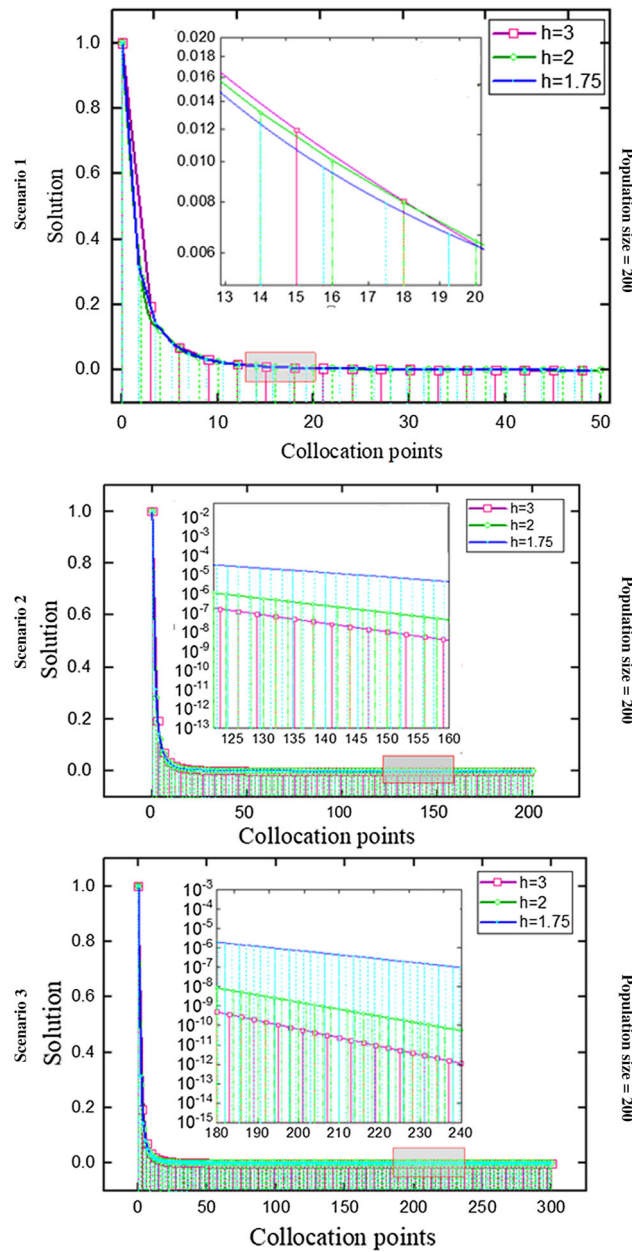 Scenario 1
Solution
1.0
0.8
0.6
0.4
0.2
0.0
0.020
0.018
0.016
0.014
0.012
0.010
0.008
0.006
13 14 15 16 17 18 19 20
h=3
h=2
h=1.75
Population size = 200
0 10 20 30 40 50
Collocation points
Scenario 2
Solution
1.0
0.8
0.6
0.4
0.2
0.0
10-2
10-3
10-4
10-5
10-6
10-7
10-8
10-9
10-10
10-11
10-12
10-13
125 130 135 140 145 150 155 160
h=3
h=2
h=1.75
Population size = 200
0 50 100 150 200
Collocation points
Scenario 3
Solution
1.0
0.8
0.6
0.4
0.2
0.0
10-3
10-4
10-5
10-6
10-7
10-8
10-9
10-10
10-11
10-12
10-13
10-14
10-15
180 190 200 210 220 230 240
h=3
h=2
h=1.75
Population size = 200
0 50 100 150 200 250 300
Collocation points